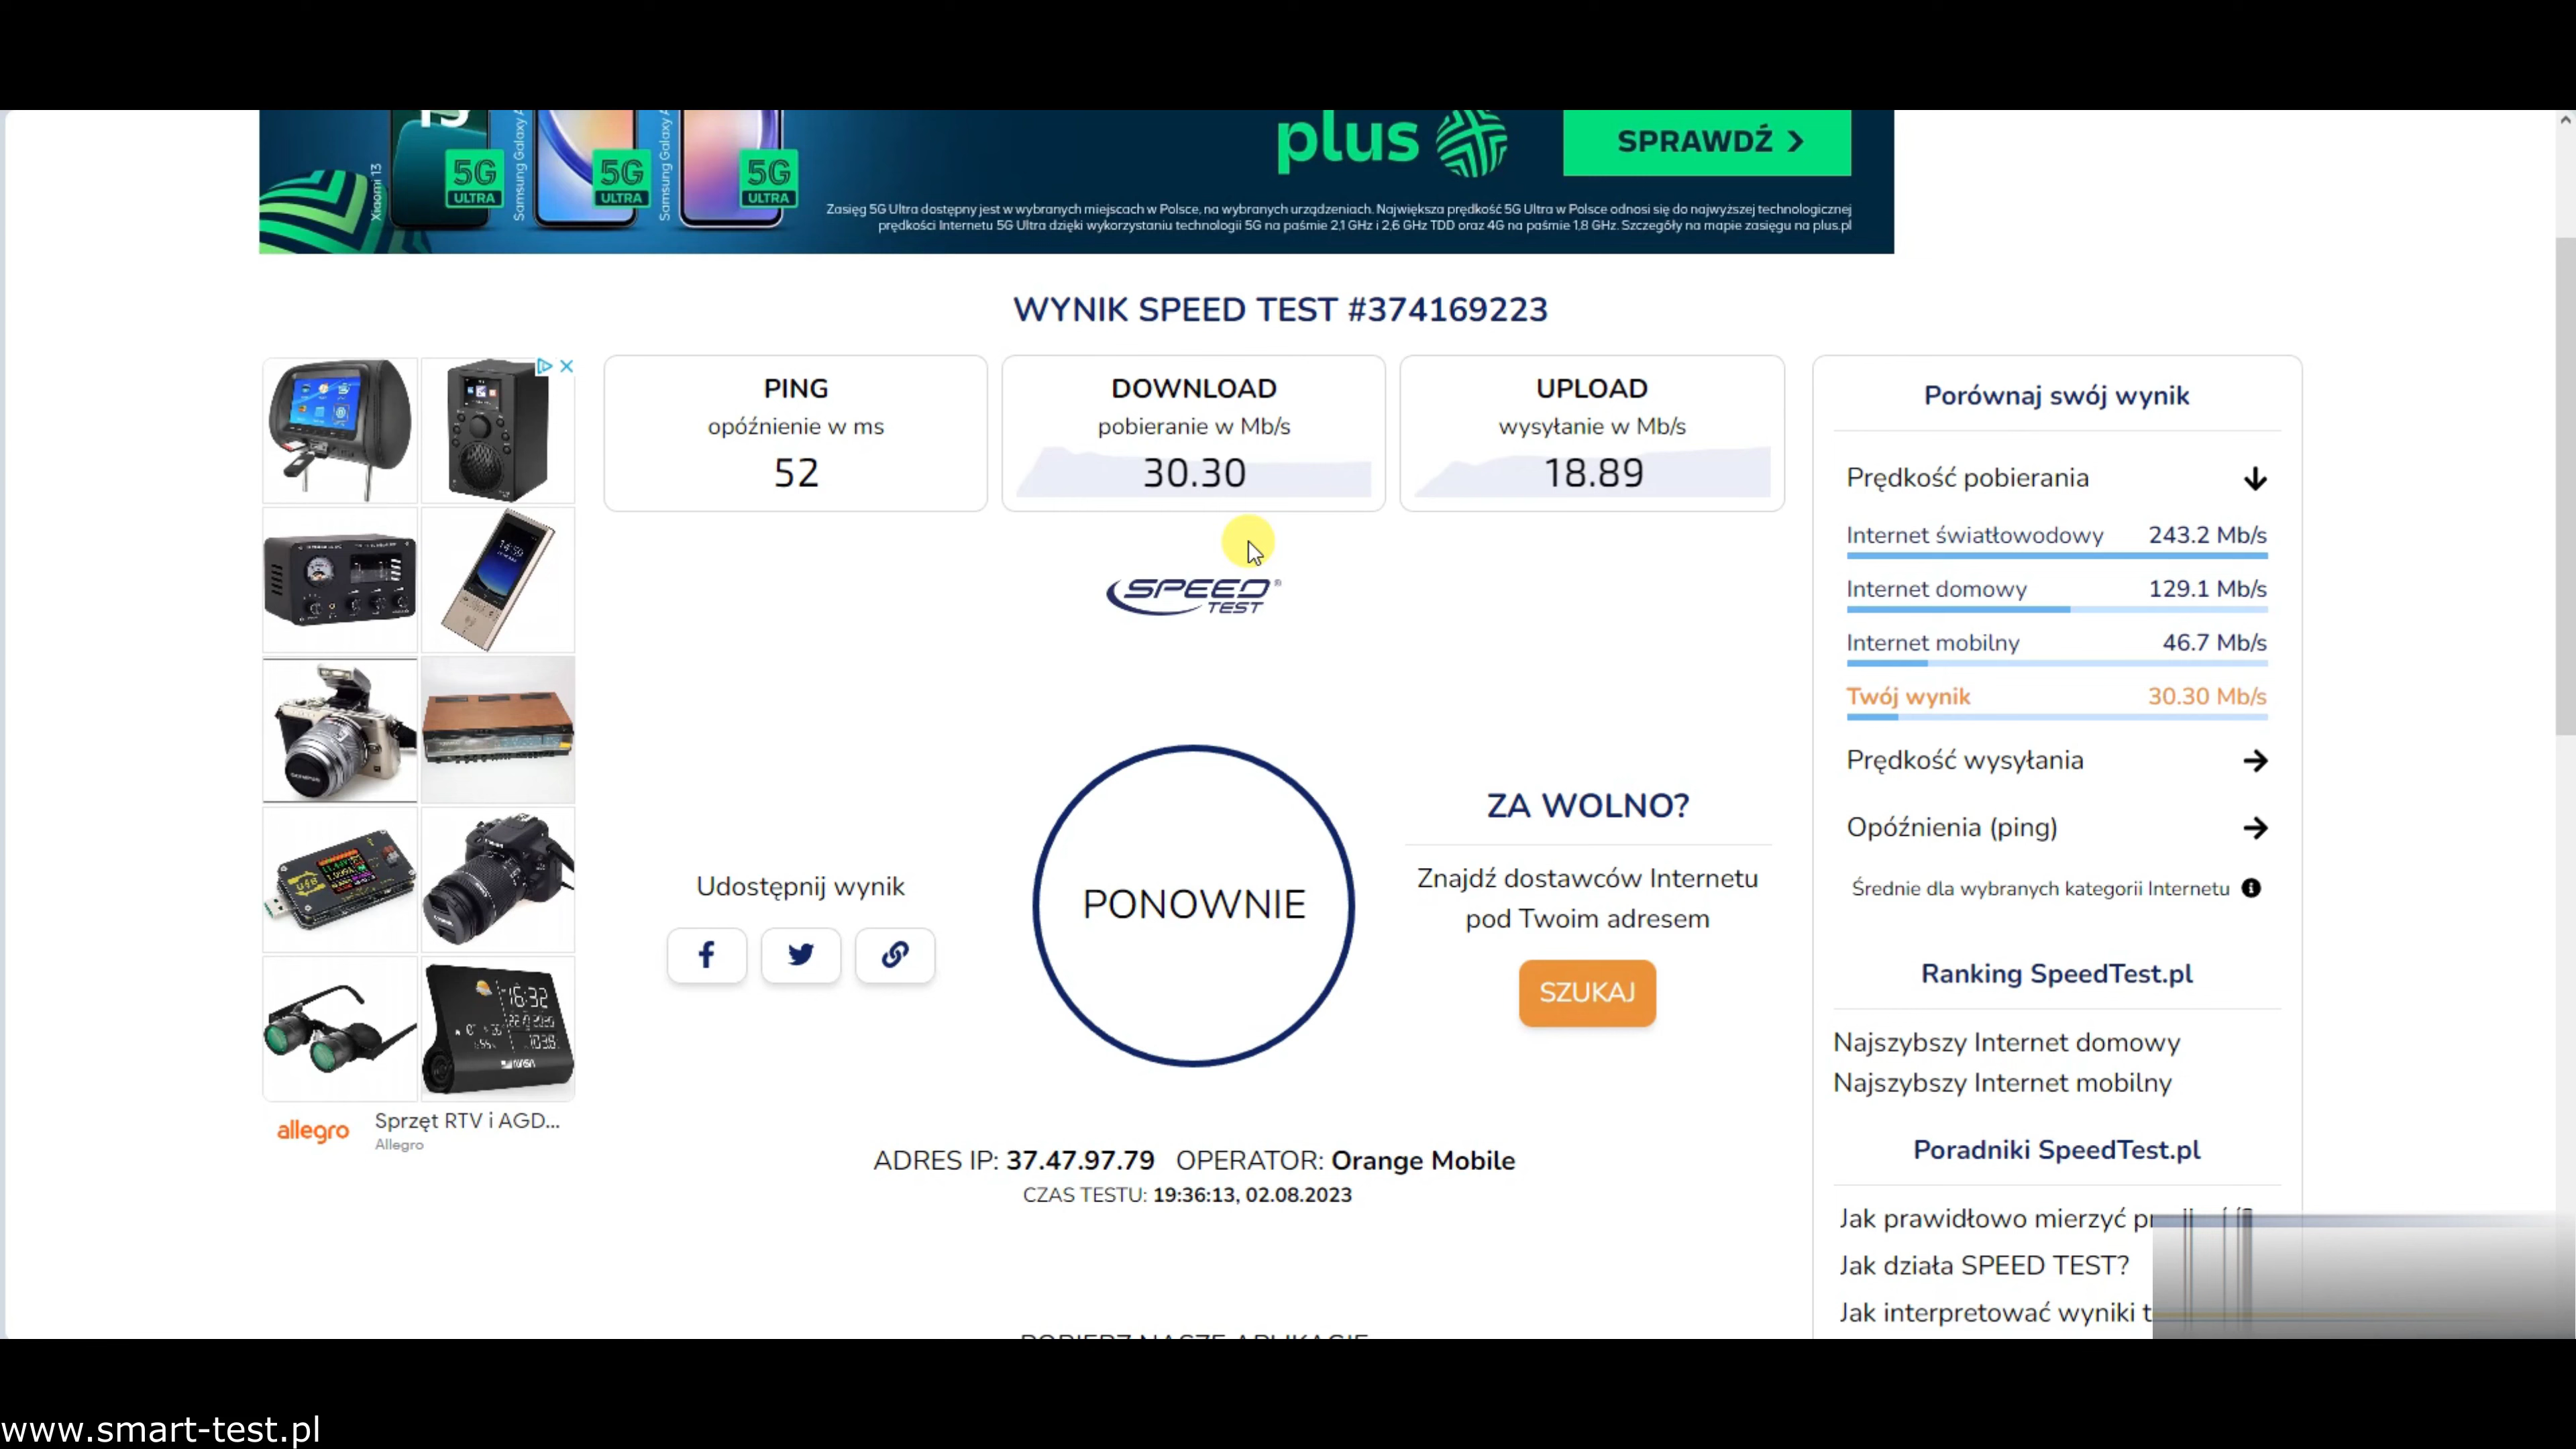 plus
SPRAWDŹ
Xiaomi 13
5G
ULTRA
Samsung Galaxy
5G
ULTRA
Samsung Galaxy
5G
ULTRA
Zasięg 5G Ultra dostępny jest w wybranych miejscach w Polsce, na wybranych urządzeniach. Największa prędkość 5G Ultra w Polsce odnosi się do najwyższej technologicznej
prędkości Internetu 5G Ultra dzięki wykorzystaniu technologii 5G na paśmie 2,1 GHz i 2,6 GHz TDD oraz 4G na paśmie 1,8 GHz. Szczegóły na mapie zasięgu na plus.pl
WYNIK SPEED TEST #374169223
PING
opóźnienie w ms
52
DOWNLOAD
pobieranie w Mb/s
30.30
UPLOAD
wysyłanie w Mb/s
18.89
SPEED
TEST
Udostępnij wynik
PONOWNIE
ZA WOLNO?
Znajdź dostawców Internetu
pod Twoim adresem
SZUKAJ
ADRES IP: 37.47.97.79 OPERATOR: Orange Mobile
CZAS TESTU: 19:36:13, 02.08.2023
allegro
Sprzęt RTV i AGD...
Allegro
Porównaj swój wynik
Prędkość pobierania
Internet światłowodowy 243.2 Mb/s
Internet domowy 129.1 Mb/s
Internet mobilny 46.7 Mb/s
Twój wynik 30.30 Mb/s
Prędkość wysyłania
Opóźnienia (ping)
Średnie dla wybranych kategorii Internetu
Ranking SpeedTest.pl
Najszybszy Internet domowy
Najszybszy Internet mobilny
Poradniki SpeedTest.pl
Jak prawidłowo mierzyć
Jak działa SPEED TEST?
Jak interpretować wyniki
POBIERZ NASZE APLIKACJE
www.smart-test.pl